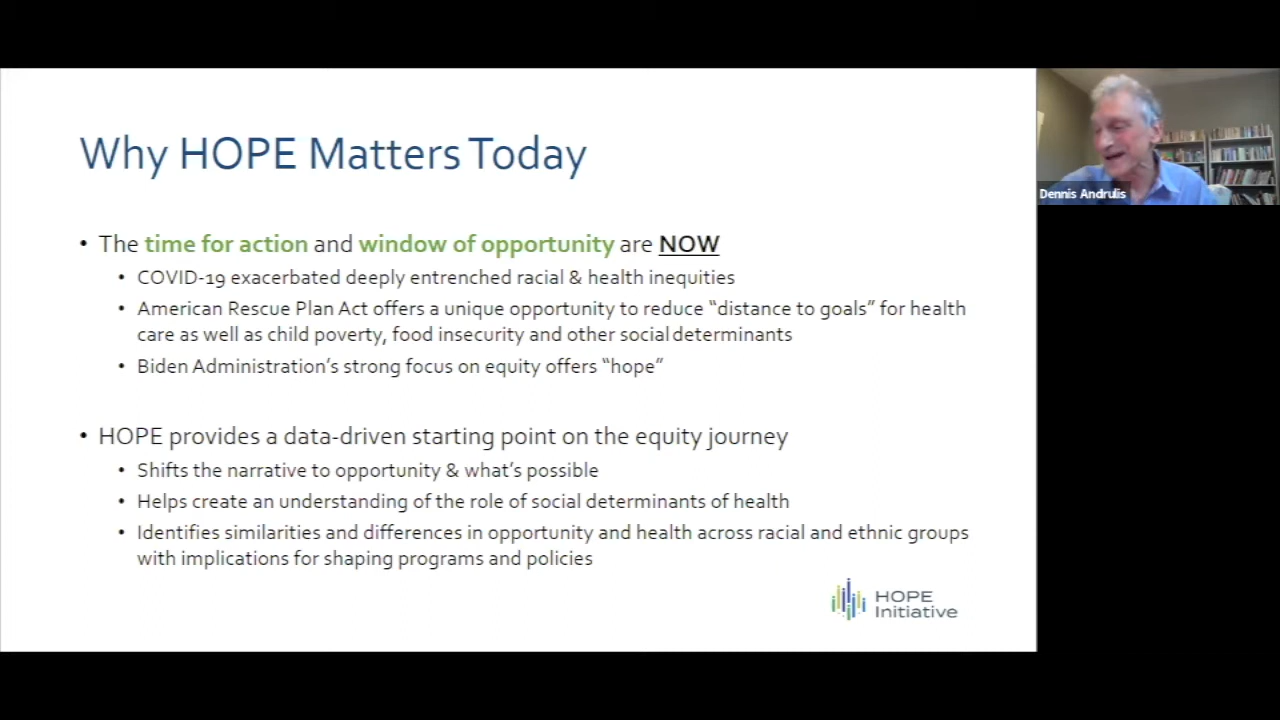 Why HOPE Matters Today
Dennis Andrulis
• The time for action and window of opportunity are NOW
• COVID-19 exacerbated deeply entrenched racial & health inequities
• American Rescue Plan Act offers a unique opportunity to reduce “distance to goals” for health
care as well as child poverty, food insecurity and other social determinants
• Biden Administration’s strong focus on equity offers “hope”
• HOPE provides a data-driven starting point on the equity journey
• Shifts the narrative to opportunity & what’s possible
• Helps create an understanding of the role of social determinants of health
• Identifies similarities and differences in opportunity and health across racial and ethnic groups
with implications for shaping programs and policies
HOPE
Initiative